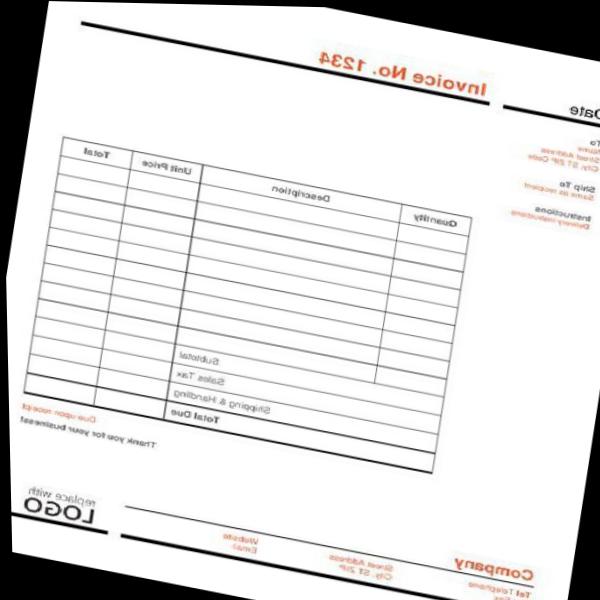 Date
Invoice No. 1234
To
Name
Street Address
City, ST ZIP Code
Ship To
Same as recipient
Instructions
Delivery instructions
Quantity Description Unit Price Total
Subtotal
Sales Tax
Shipping & Handling
Total Due
Due upon receipt
Thank you for your business!
Company
Tel Telephone
Fax
Street Address
City, ST ZIP
Website
Email
replace with
LOGO